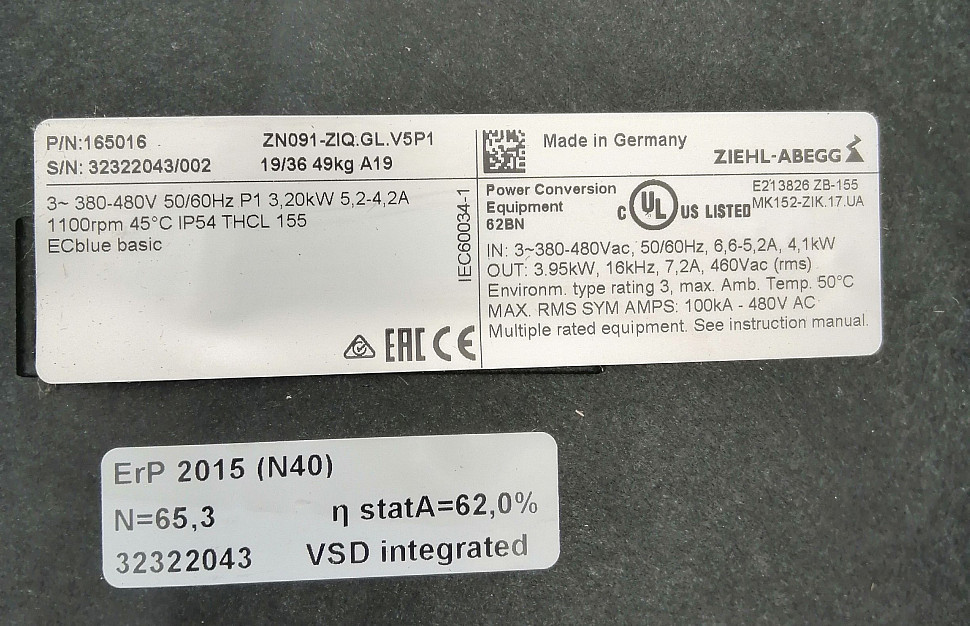 P/N:165016 ZN091-ZIQ.GL.V5P1
S/N: 32322043/002 19/36 49kg A19
3~ 380-480V 50/60Hz P1 3,20kW 5,2-4,2A
1100rpm 45°C IP54 THCL 155
ECblue basic
IEC60034-1
EAC CE
Made in Germany
ZIEHL-ABEGG
Power Conversion
Equipment
62BN
C UL US LISTED
E213826 ZB-155
MK152-ZIK.17.UA
IN: 3~380-480Vac, 50/60Hz, 6,6-5,2A, 4,1kW
OUT: 3.95kW, 16kHz, 7,2A, 460Vac (rms)
Environm. type rating 3, max. Amb. Temp. 50°C
MAX. RMS SYM AMPS: 100kA - 480V AC
Multiple rated equipment. See instruction manual.
ErP 2015 (N40)
N=65,3 η statA=62,0%
32322043 VSD integrated